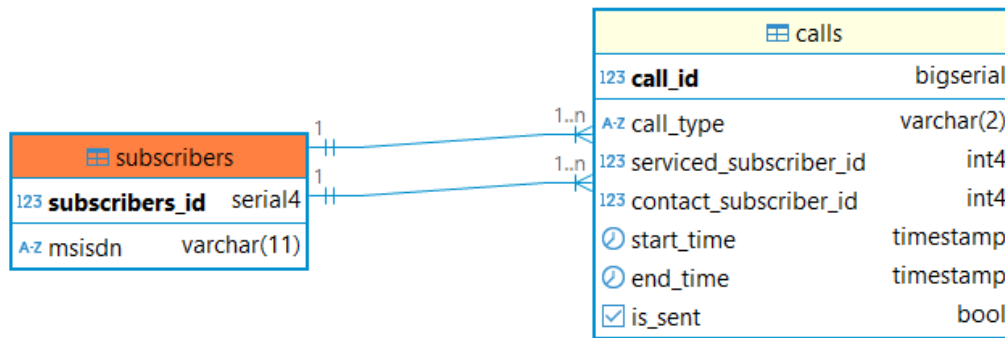 calls
123 call_id bigserial
A-Z call_type varchar(2)
123 serviced_subscriber_id int4
123 contact_subscriber_id int4
start_time timestamp
end_time timestamp
is_sent bool
1 1..n
1 1..n
subscribers
123 subscribers_id serial4
A-Z msisdn varchar(11)